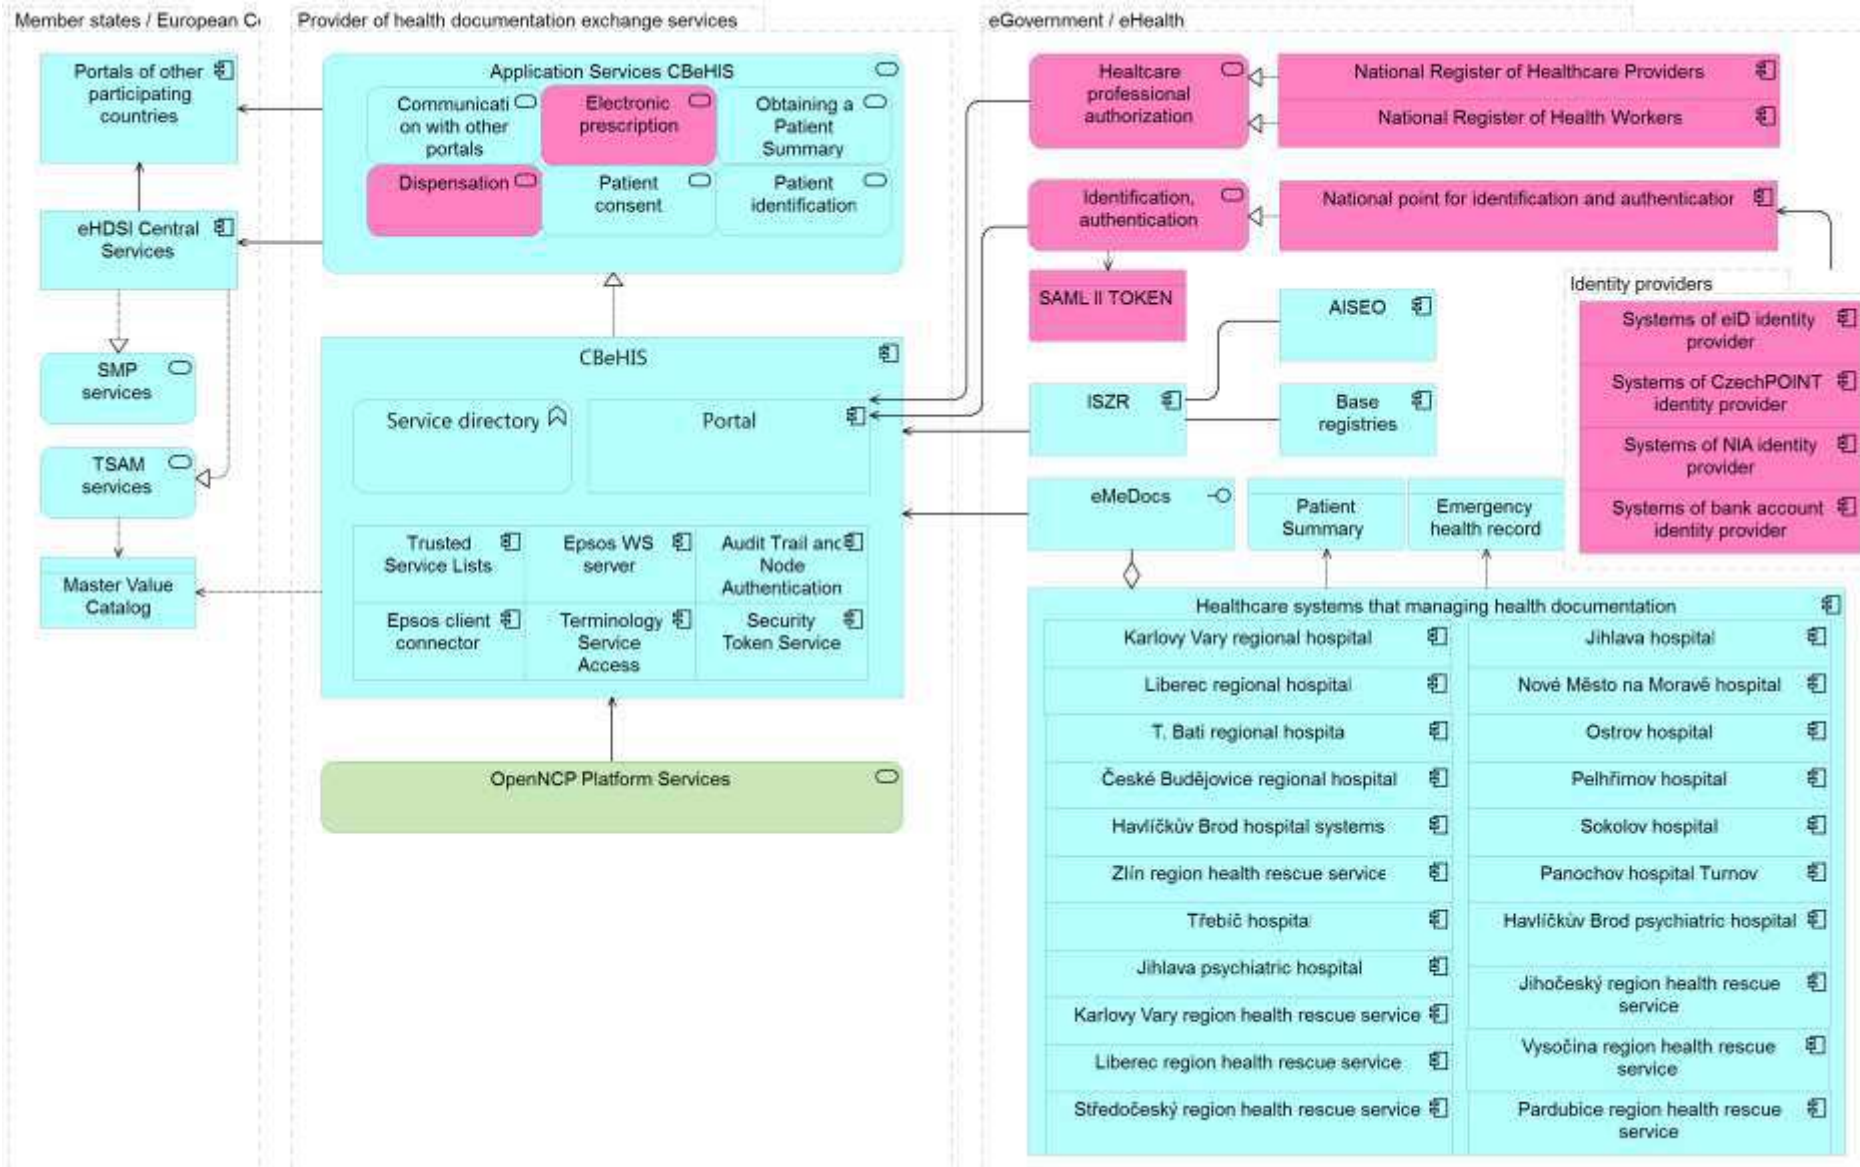 Member states / European C
Provider of health documentation exchange services
eGovernment / eHealth
Portals of other
participating
countries
eHDSI Central
Services
SMP
services
TSAM
services
Master Value
Catalog
Application Services CBeHIS
Communicati
on with other
portals
Electronic
prescription
Obtaining a
Patient
Summary
Dispensation
Patient
consent
Patient
identification
CBeHIS
Service directory
Portal
Trusted
Service Lists
Epsos WS
server
Audit Trail and
Node
Authentication
Epsos client
connector
Terminology
Service
Access
Security
Token Service
OpenNCP Platform Services
Healtcare
professional
authorization
National Register of Healthcare Providers
National Register of Health Workers
Identification,
authentication
National point for identification and authentication
SAML II TOKEN
AISEO
ISZR
Base
registries
Identity providers
Systems of eID identity
provider
Systems of CzechPOINT
identity provider
Systems of NIA identity
provider
Systems of bank account
identity provider
eMeDocs
Patient
Summary
Emergency
health record
Healthcare systems that managing health documentation
Karlovy Vary regional hospital
Liberec regional hospital
T. Bati regional hospita
České Budějovice regional hospital
Havlíčkův Brod hospital systems
Zlín region health rescue service
Třebíč hospital
Jihlava psychiatric hospital
Karlovy Vary region health rescue service
Liberec region health rescue service
Středočeský region health rescue service
Jihlava hospital
Nové Město na Moravě hospital
Ostrov hospital
Pelhřimov hospital
Sokolov hospital
Panochov hospital Turnov
Havlíčkův Brod psychiatric hospital
Jihočeský region health rescue
service
Vysočina region health rescue
service
Pardubice region health rescue
service